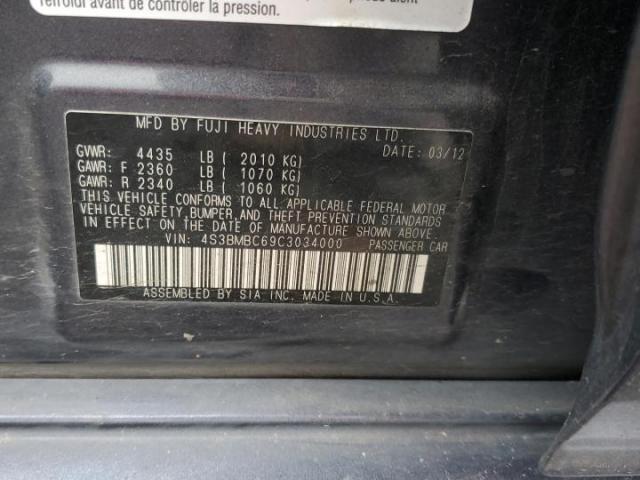 refroidi avant de contrôler la pression.
MFD BY FUJI HEAVY INDUSTRIES LTD.
GVWR: 4435 LB ( 2010 KG) DATE: 03/12
GAWR: F 2360 LB ( 1070 KG)
GAWR: R 2340 LB ( 1060 KG)
THIS VEHICLE CONFORMS TO ALL APPLICABLE FEDERAL MOTOR
VEHICLE SAFETY, BUMPER, AND THEFT PREVENTION STANDARDS
IN EFFECT ON THE DATE OF MANUFACTURE SHOWN ABOVE.
VIN: 4S3BMBC69C3034000 PASSENGER CAR
ASSEMBLED BY SIA INC. MADE IN U.S.A.